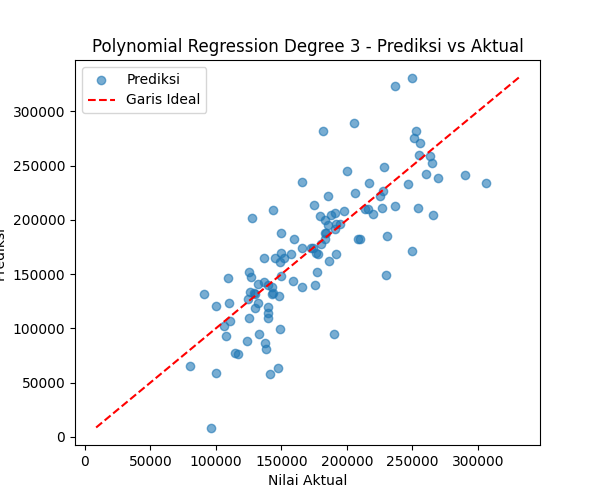 Polynomial Regression Degree 3 - Prediksi vs Aktual
Prediksi
Garis Ideal
300000
250000
200000
150000
100000
50000
0
Prediksi
0 50000 100000 150000 200000 250000 300000
Nilai Aktual